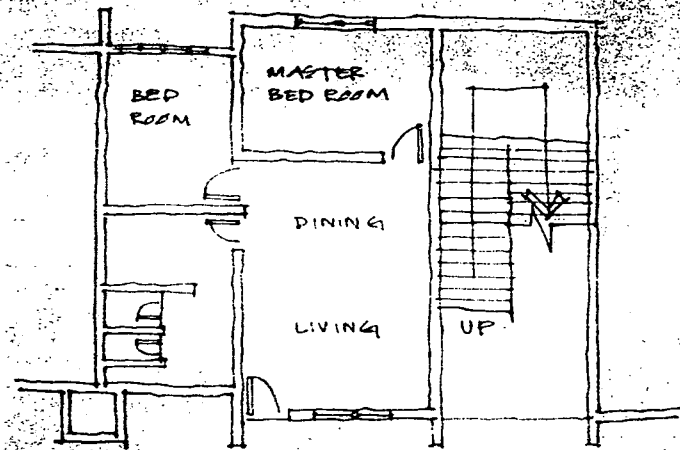 MASTER
BED ROOM
BED
ROOM
DINING
LIVING
UP